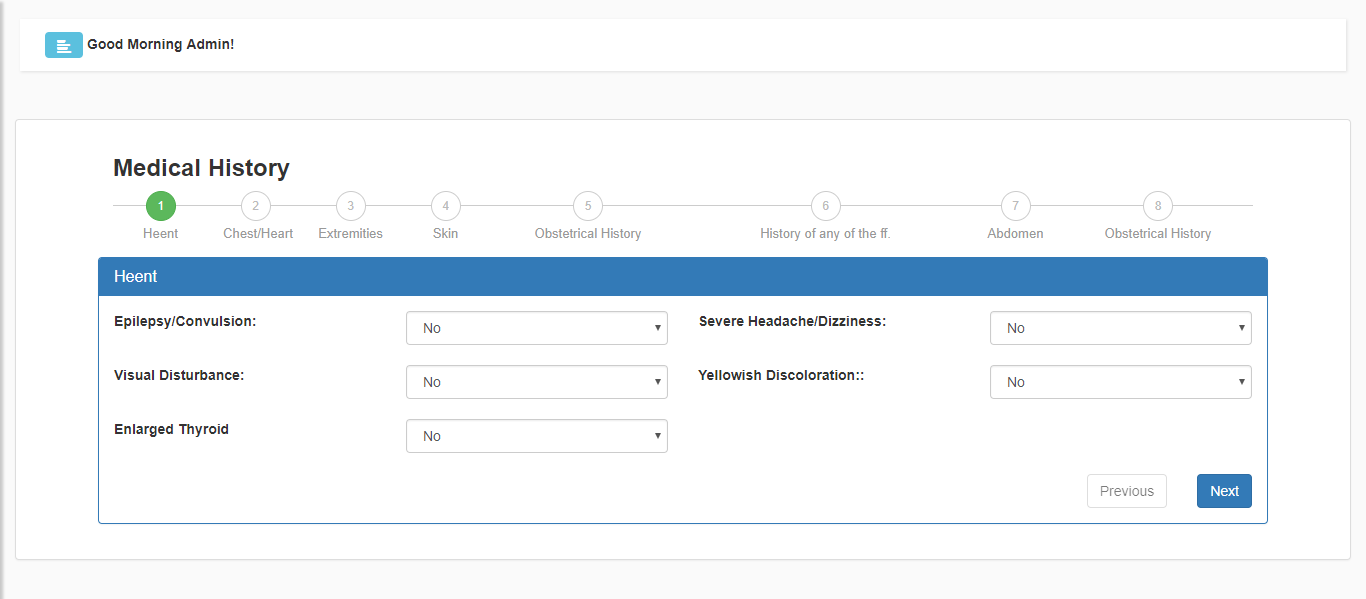 Good Morning Admin!
Medical History
1 2 3 4 5 6 7 8
Heent Chest/Heart Extremities Skin Obstetrical History History of any of the ff. Abdomen Obstetrical History
Heent
Epilepsy/Convulsion: No Severe Headache/Dizziness: No
Visual Disturbance: No Yellowish Discoloration:: No
Enlarged Thyroid No
Previous Next